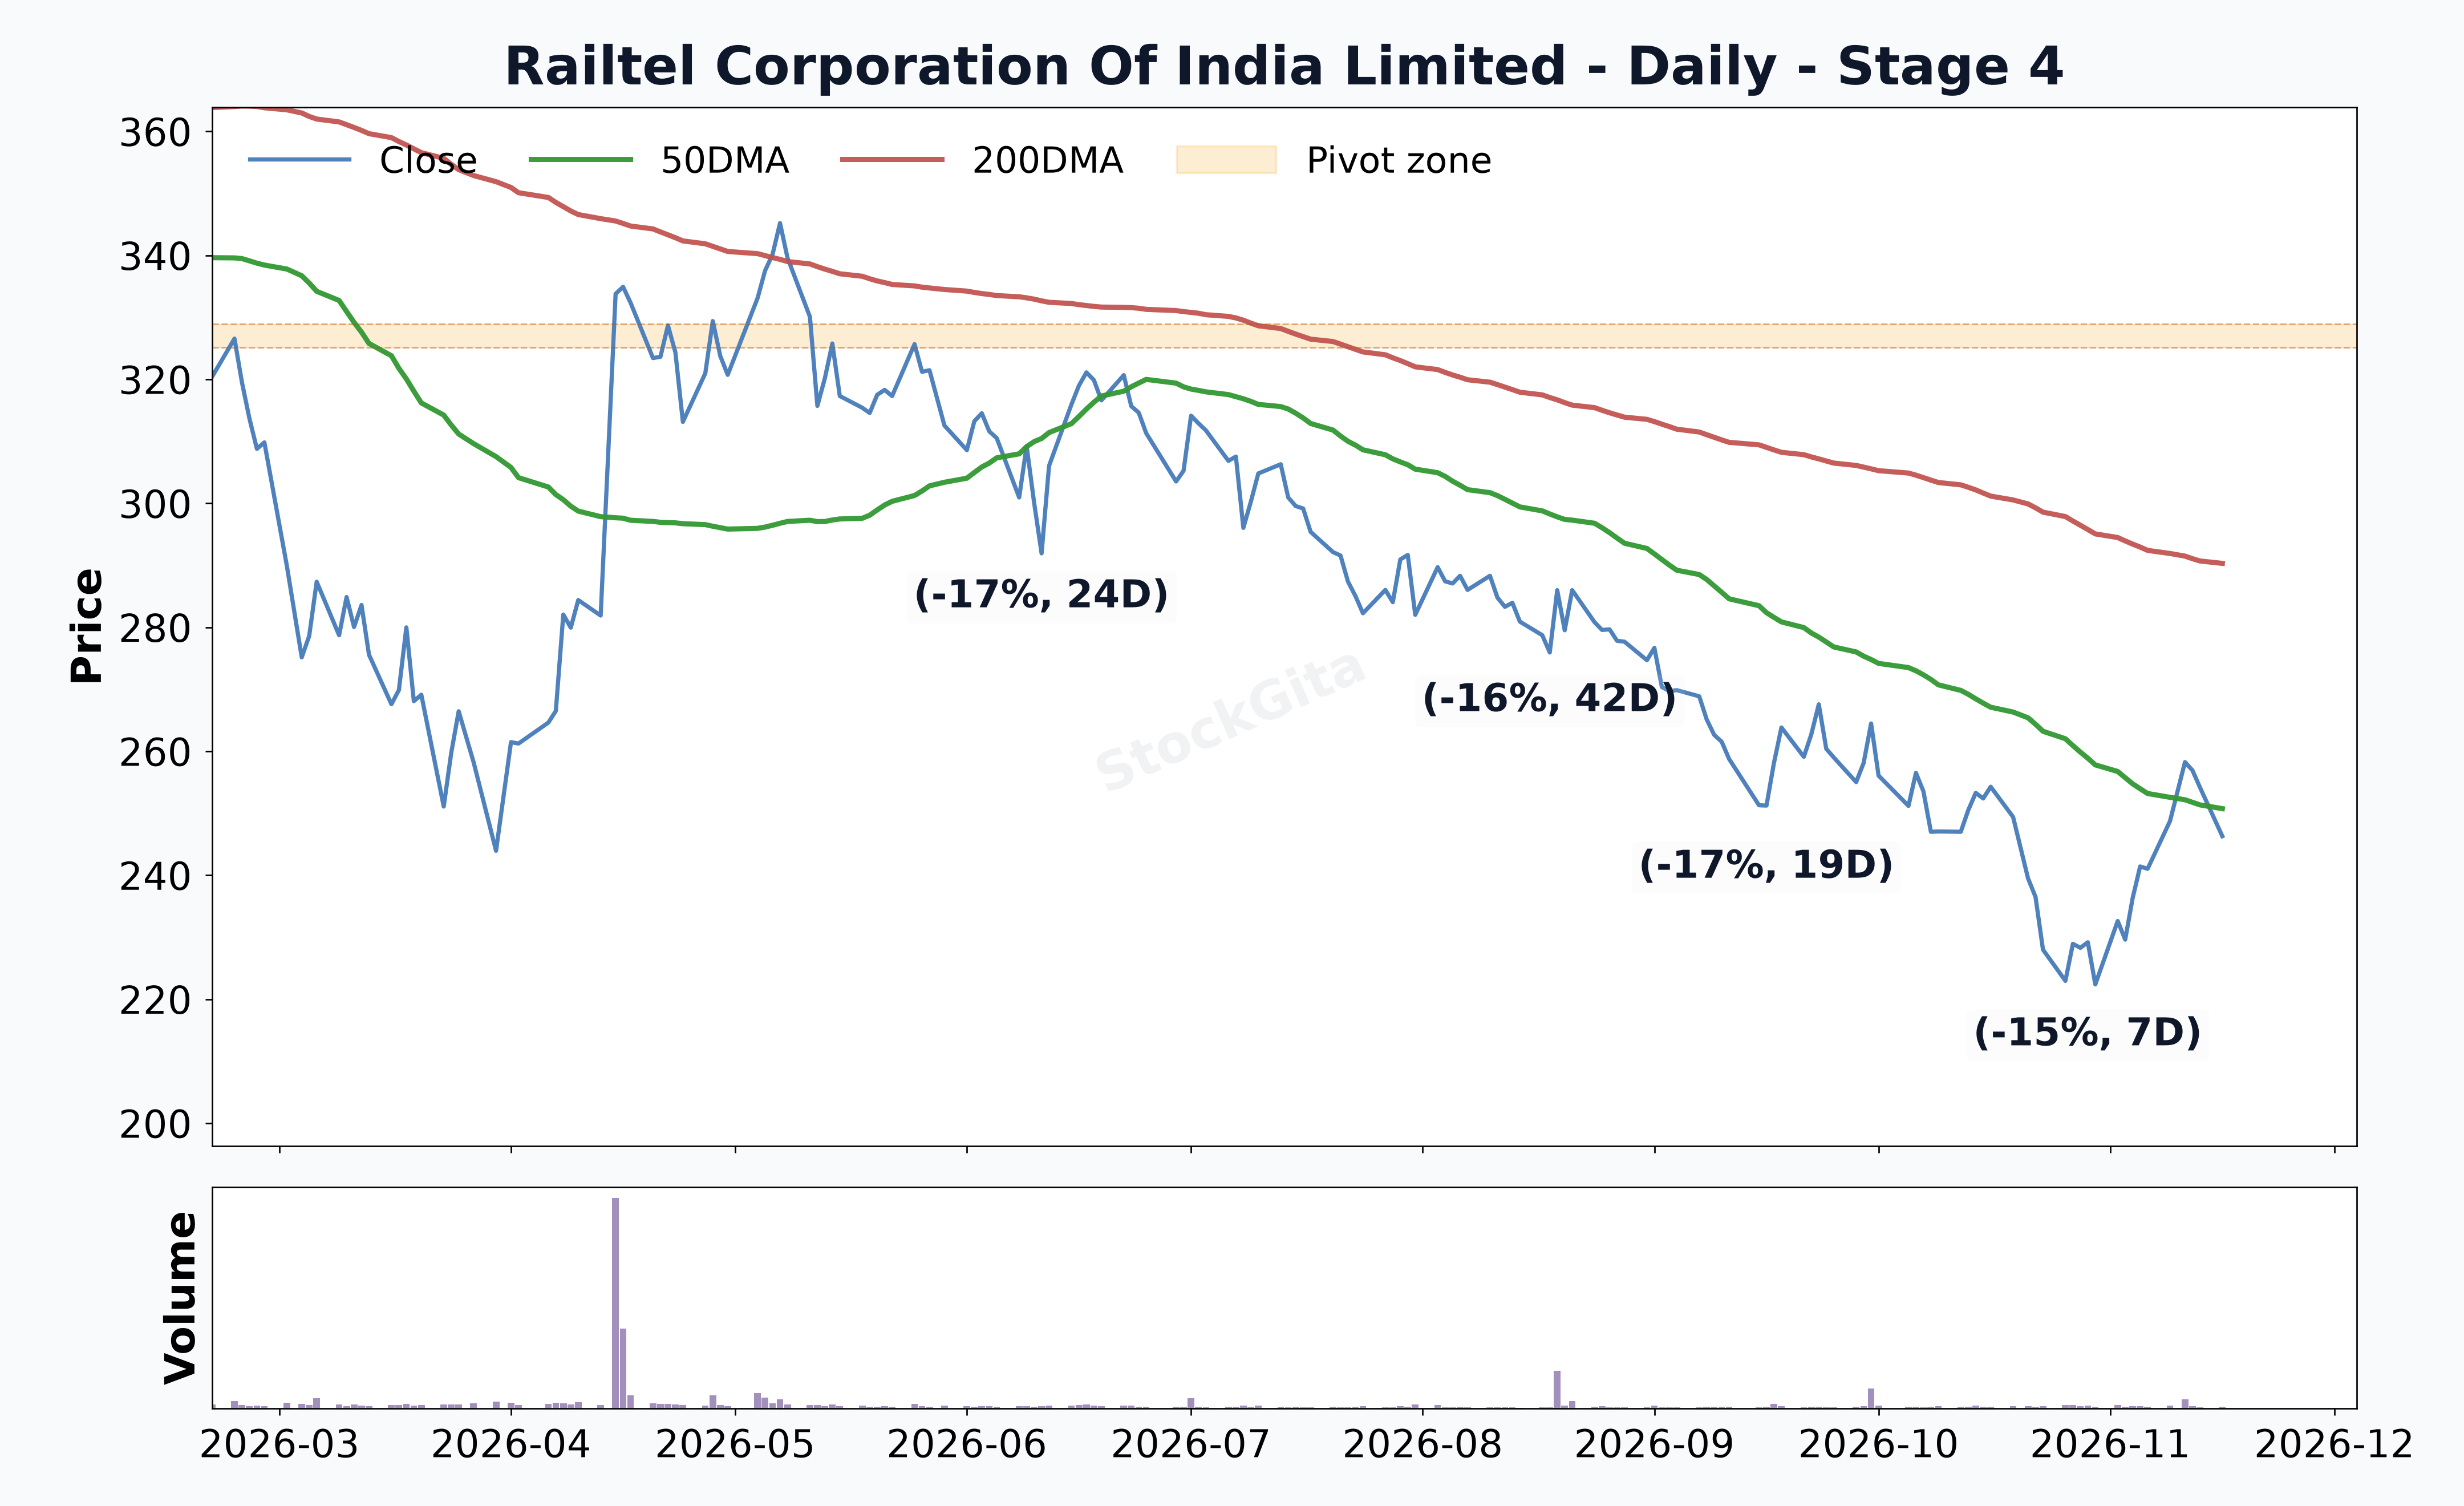 Railtel Corporation Of India Limited - Daily - Stage 4
Close 50DMA 200DMA Pivot zone
Price
360
340
320
300
280
260
240
220
200
(-17%, 24D)
(-16%, 42D)
(-17%, 19D)
(-15%, 7D)
StockGita
Volume
2026-03 2026-04 2026-05 2026-06 2026-07 2026-08 2026-09 2026-10 2026-11 2026-12